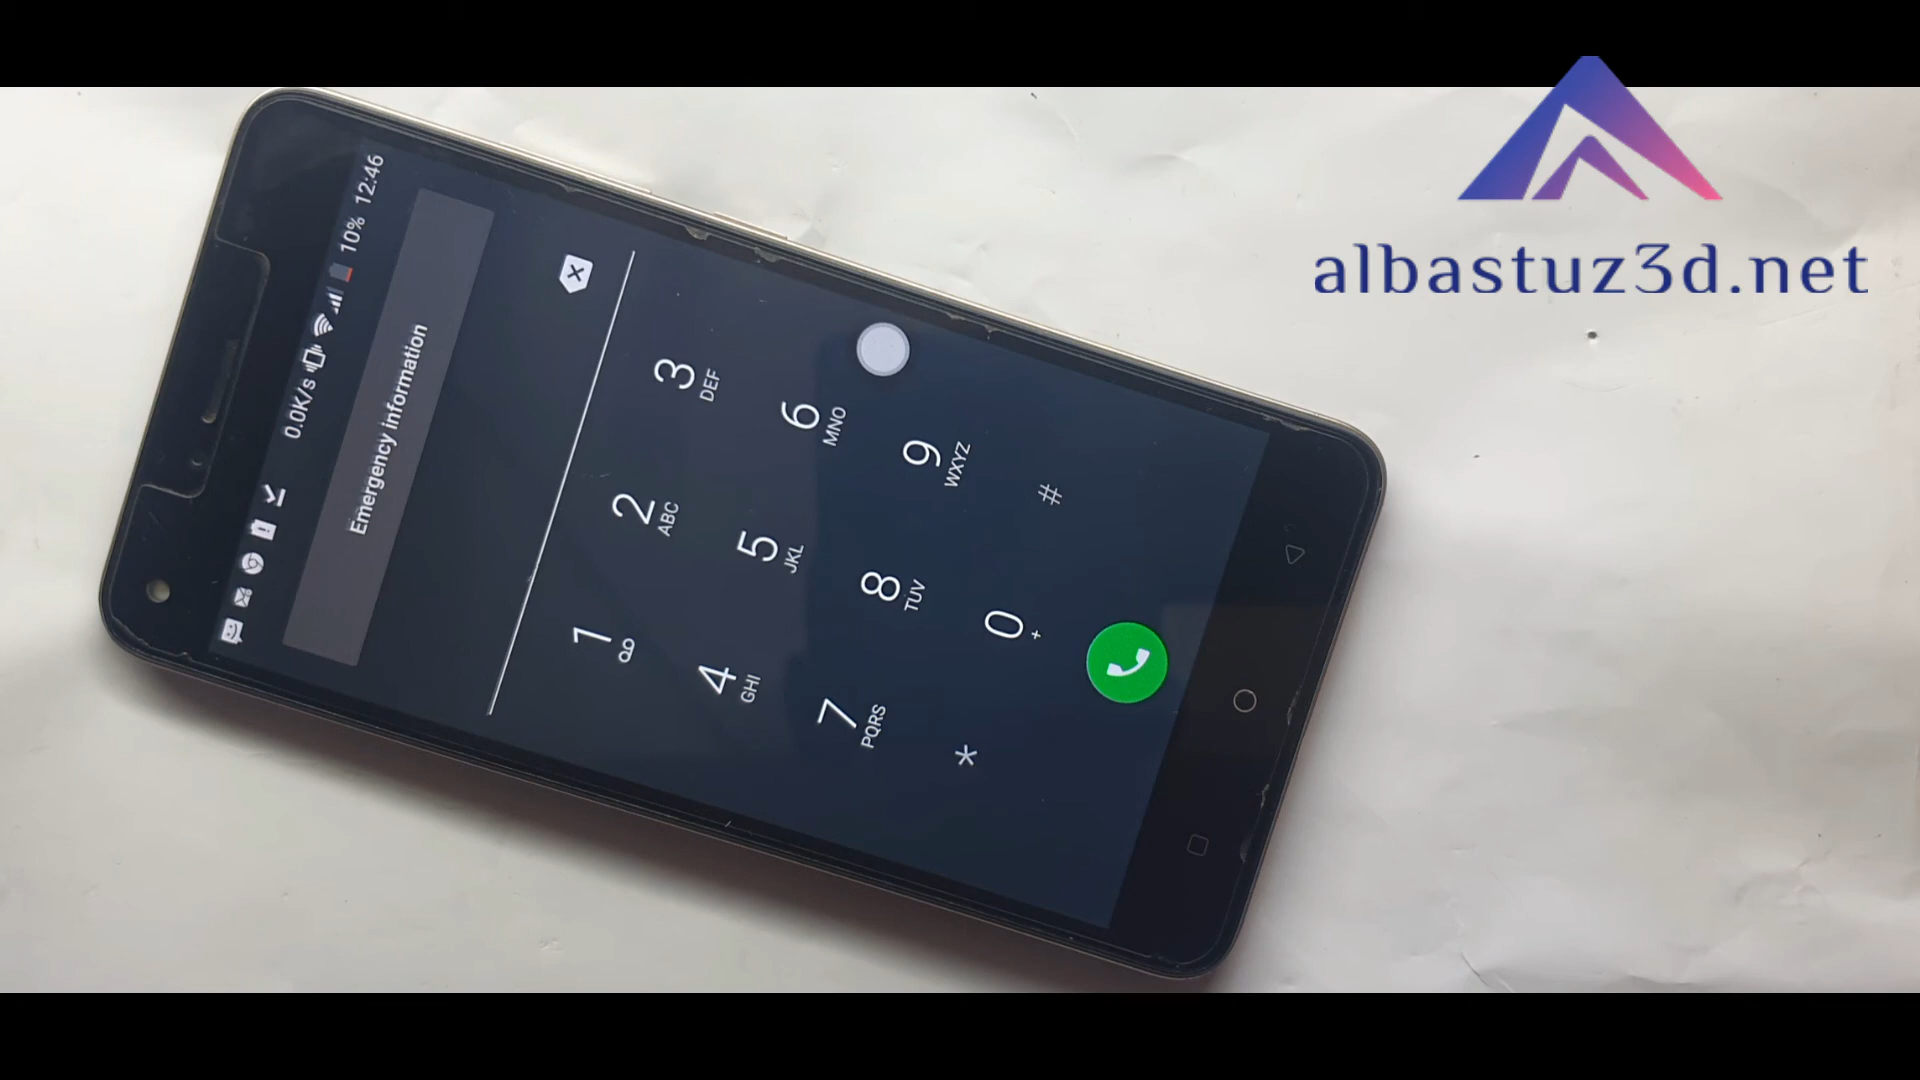 albastuz3d.net
0.0K/s 10% 12:46
Emergency information
1 2 ABC 3 DEF
4 GHI 5 JKL 6 MNO
7 PQRS 8 TUV 9 WXYZ
* 0 + #